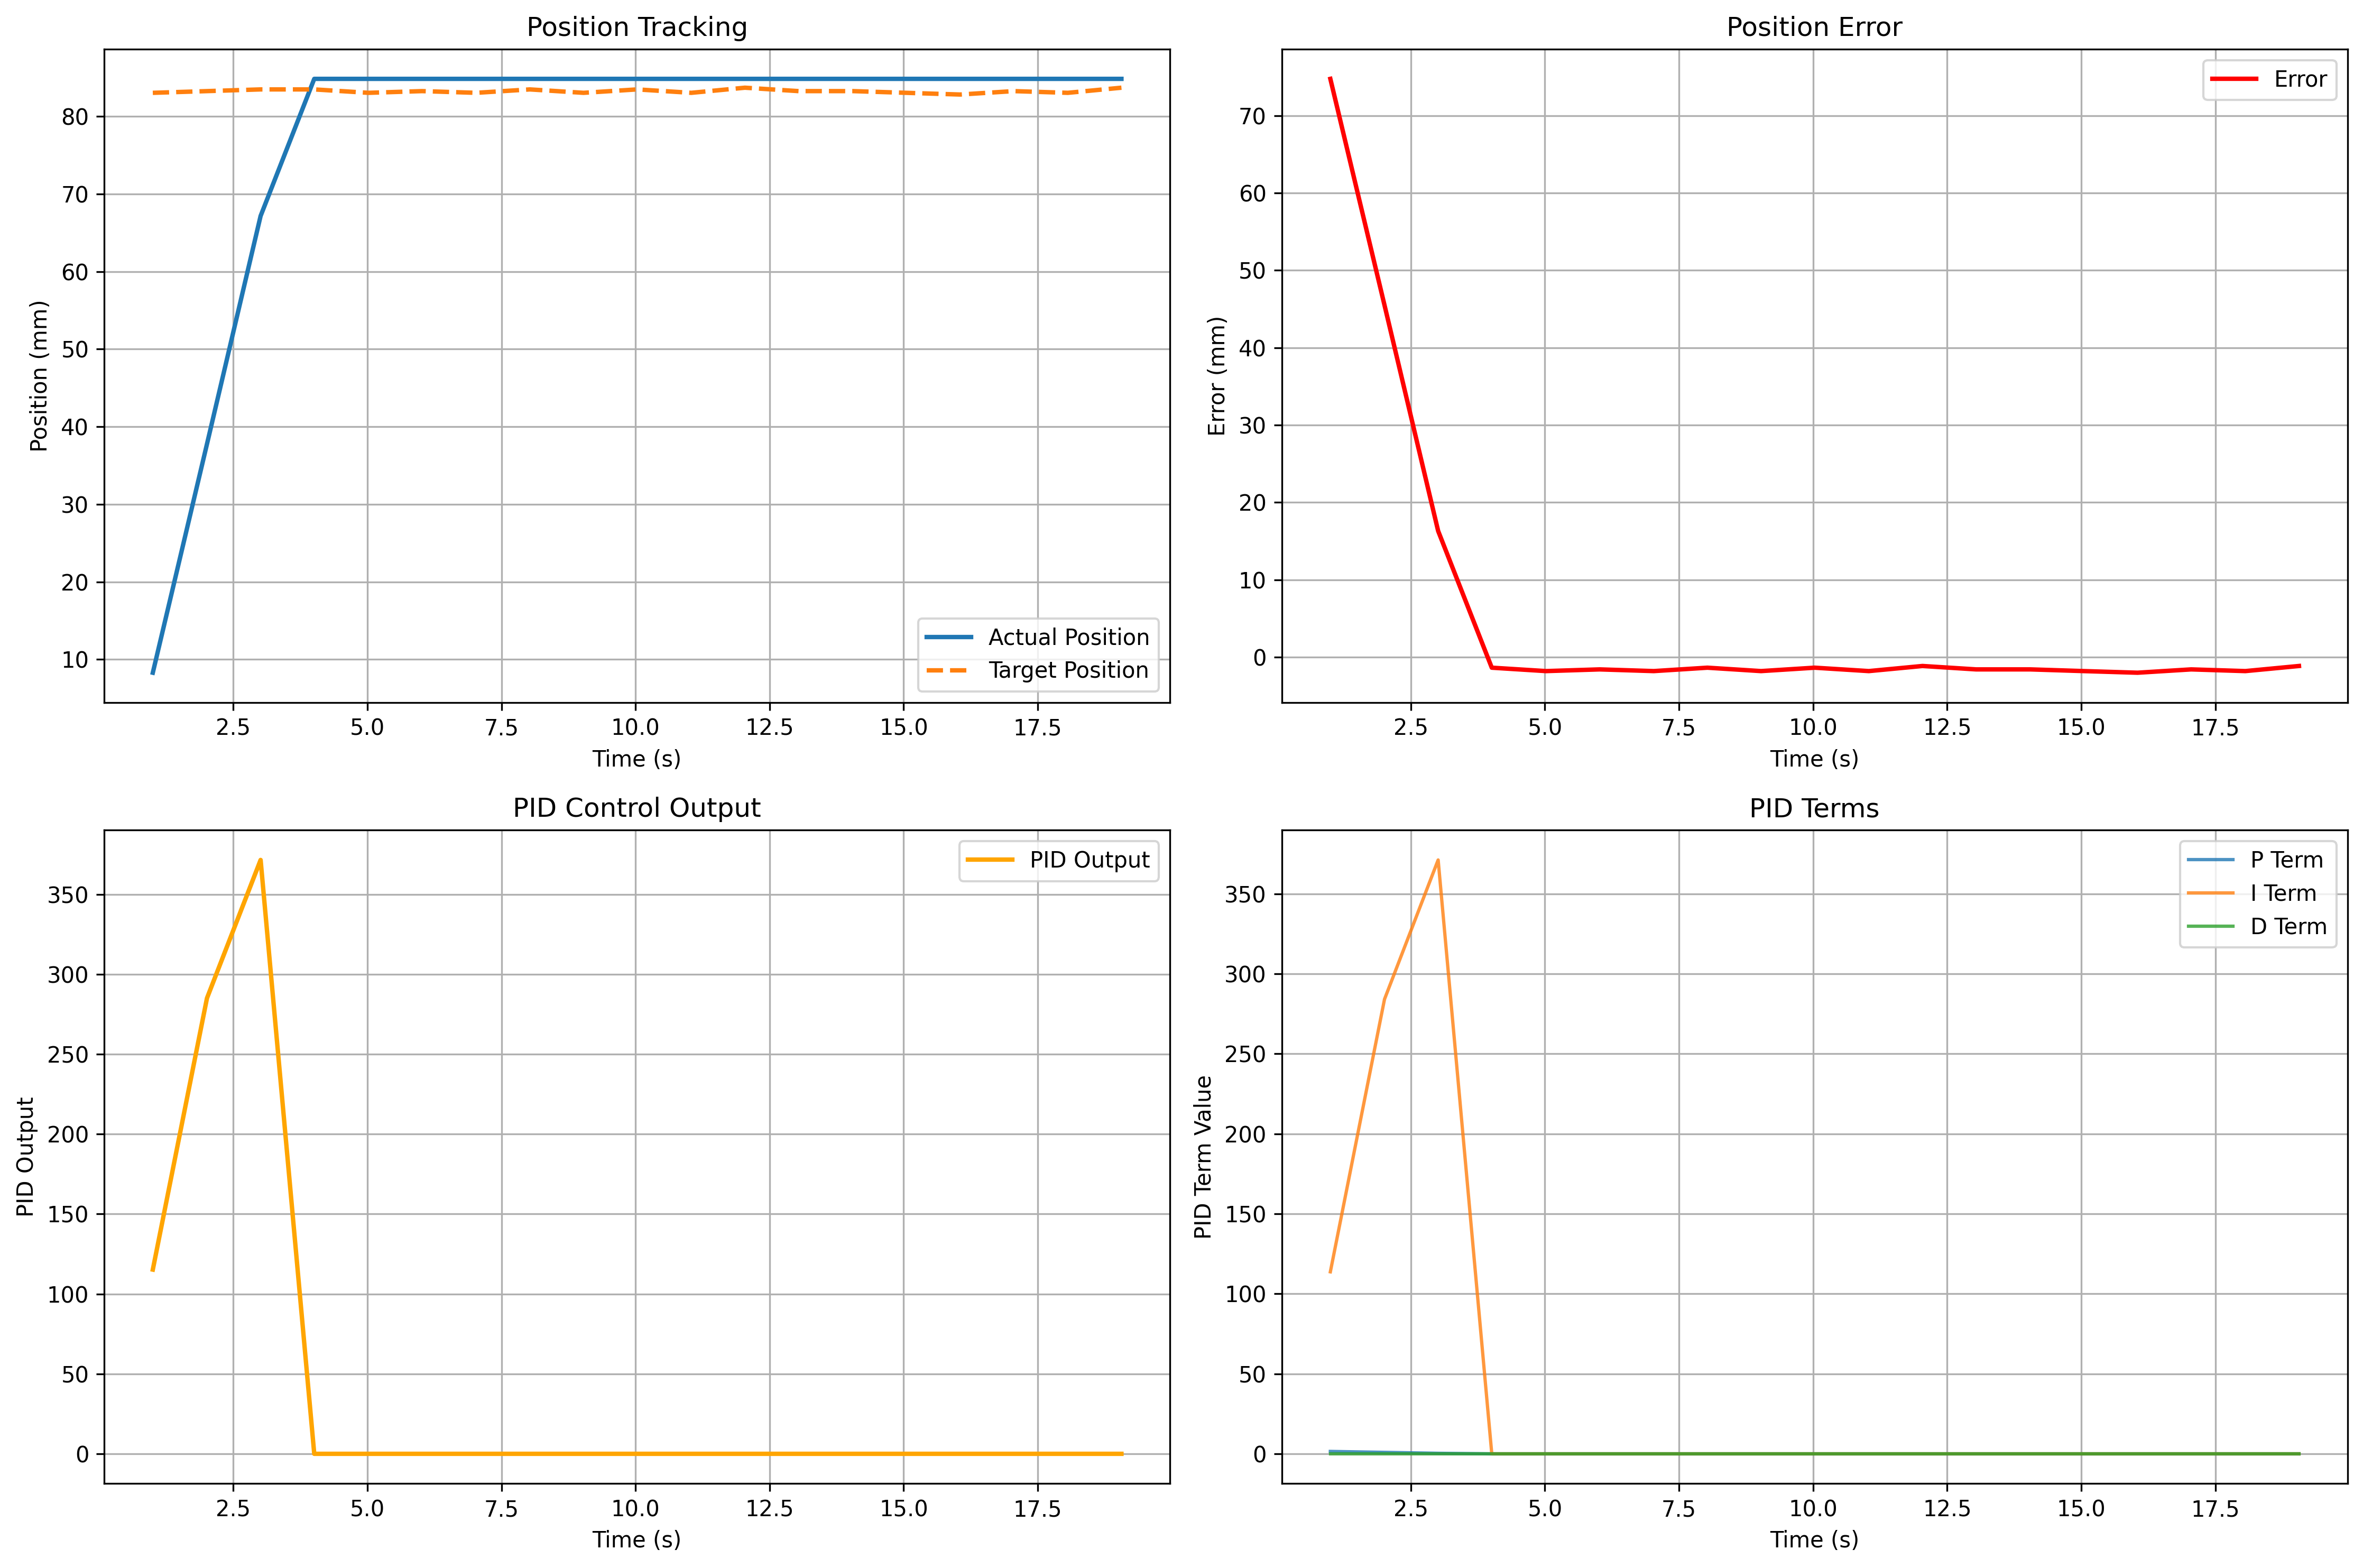 Position Tracking
Position (mm)
80
70
60
50
40
30
20
10
Actual Position
Target Position
2.5 5.0 7.5 10.0 12.5 15.0 17.5
Time (s)
Position Error
Error (mm)
70
60
50
40
30
20
10
0
Error
2.5 5.0 7.5 10.0 12.5 15.0 17.5
Time (s)
PID Control Output
PID Output
350
300
250
200
150
100
50
0
PID Output
2.5 5.0 7.5 10.0 12.5 15.0 17.5
Time (s)
PID Terms
PID Term Value
350
300
250
200
150
100
50
0
P Term
I Term
D Term
2.5 5.0 7.5 10.0 12.5 15.0 17.5
Time (s)